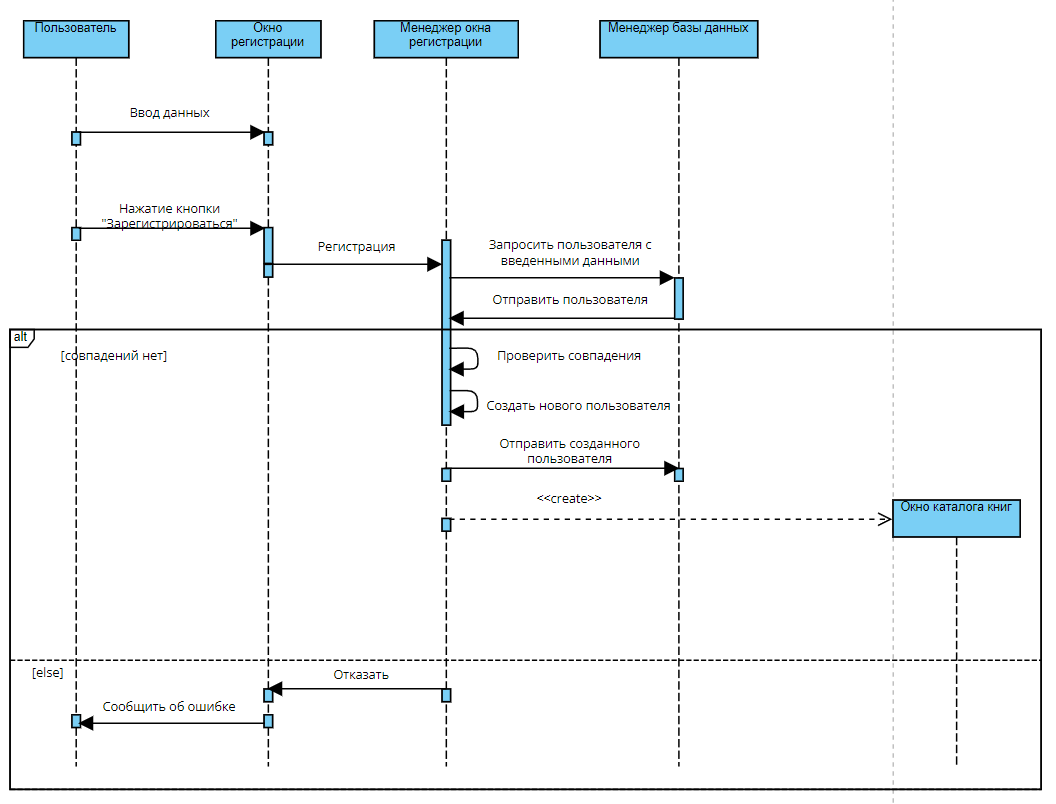 Пользователь
Окно
регистрации
Менеджер окна
регистрации
Менеджер базы данных
Ввод данных
Нажатие кнопки
"Зарегистрироваться"
Регистрация
Запросить пользователя с
введенными данными
Отправить пользователя
alt
[совпадений нет]
Проверить совпадения
Создать нового пользователя
Отправить созданного
пользователя
<<create>>
Окно каталога книг
[else]
Отказать
Сообщить об ошибке